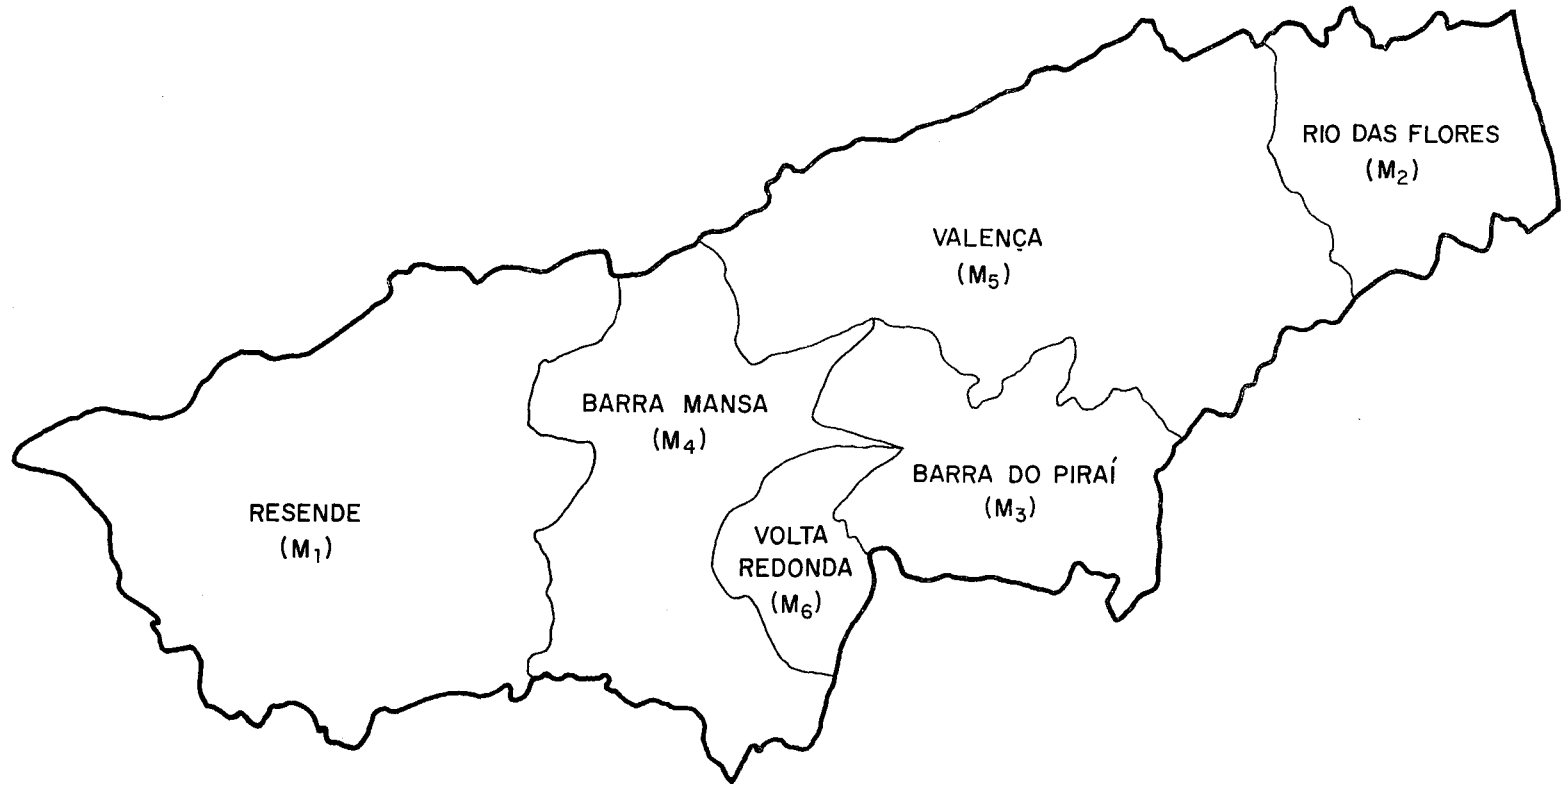 RIO DAS FLORES
(M2)
VALENÇA
(M5)
BARRA MANSA
(M4)
BARRA DO PIRAÍ
(M3)
RESENDE
(M1)
VOLTA
REDONDA
(M6)